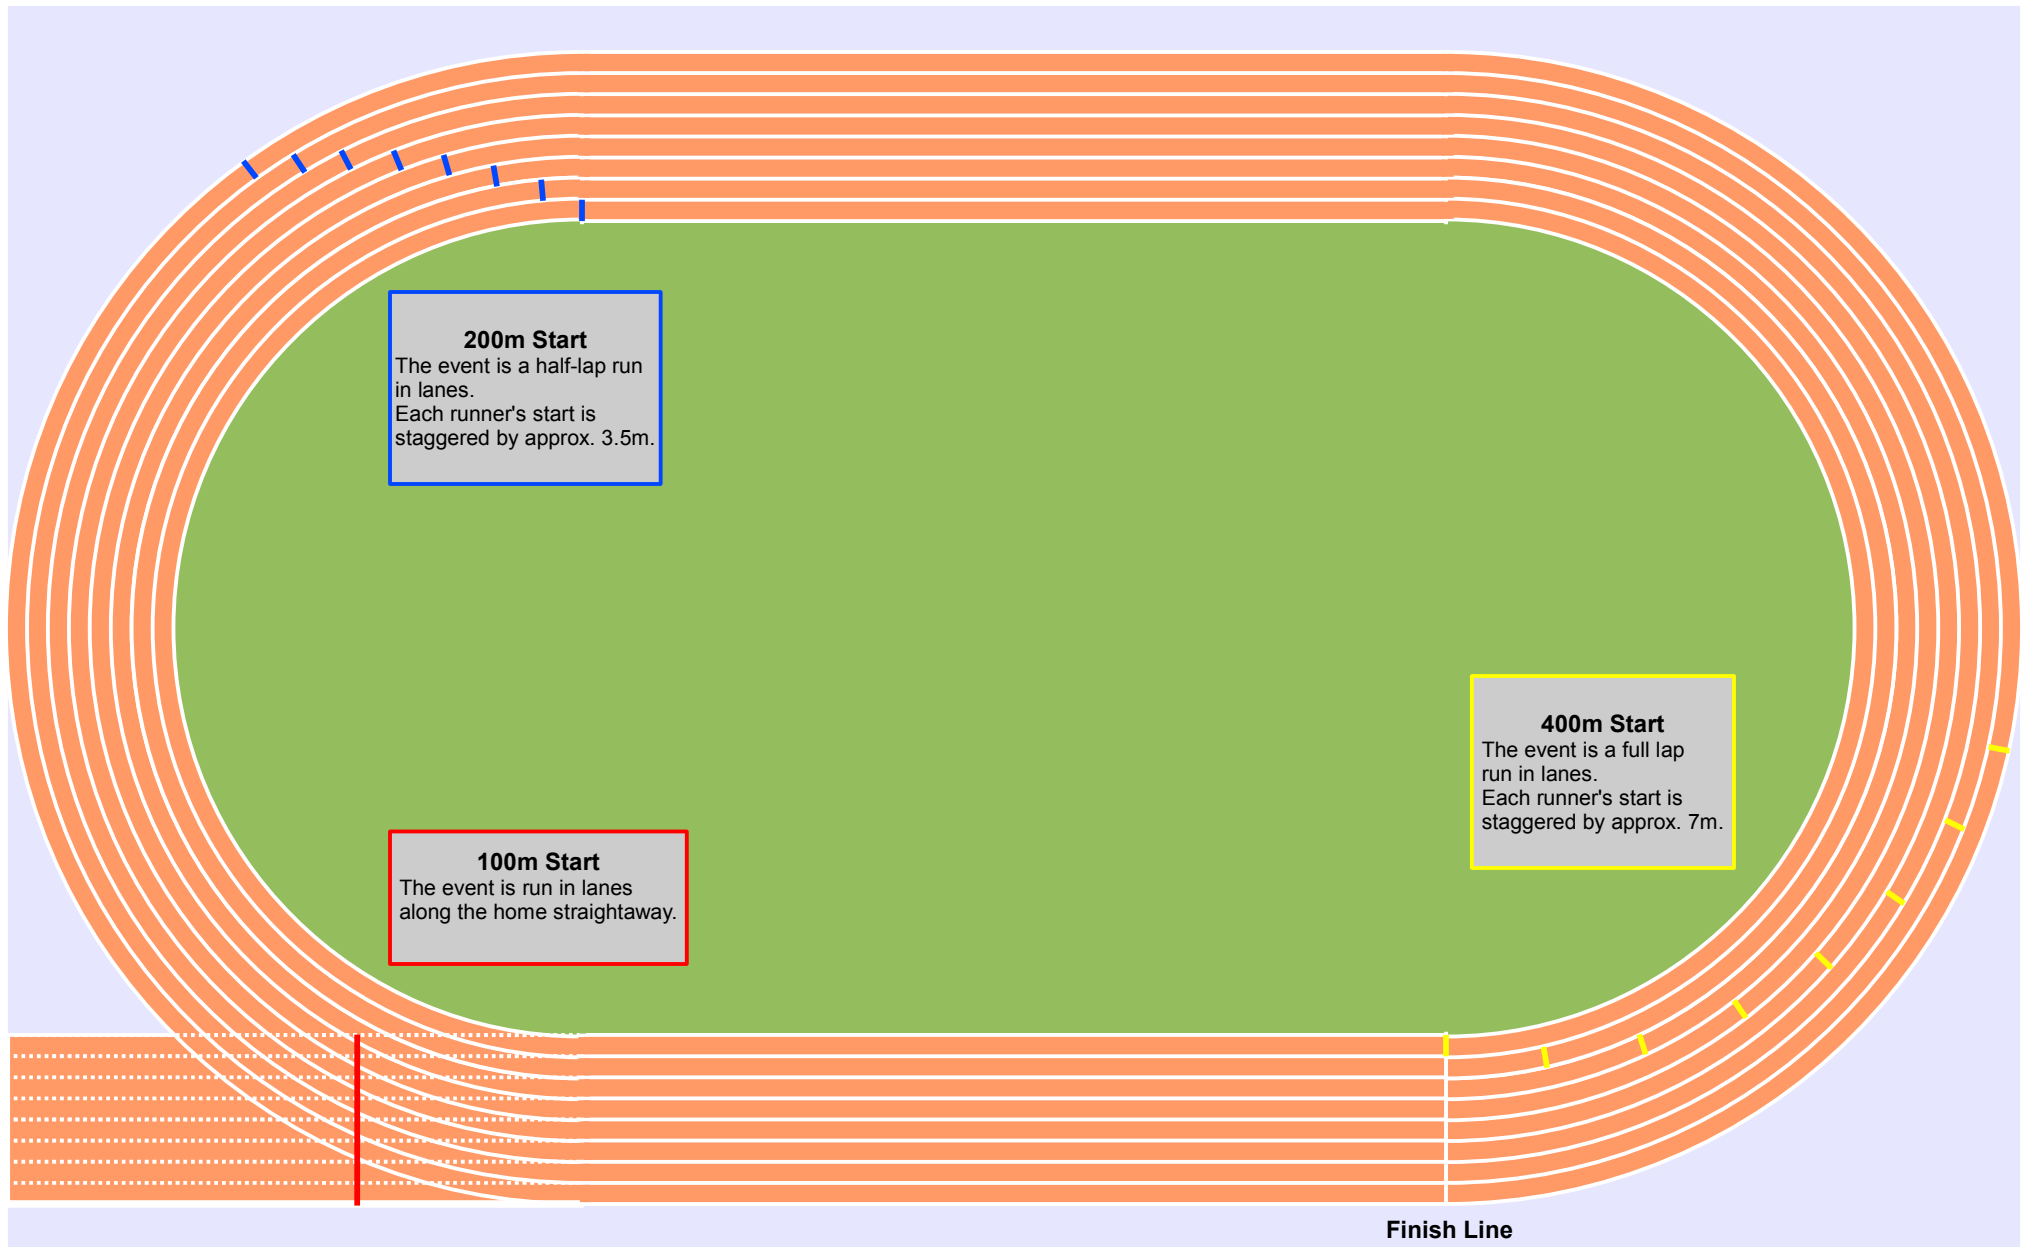 200m Start
The event is a half-lap run
in lanes.
Each runner's start is
staggered by approx. 3.5m.
400m Start
The event is a full lap
run in lanes.
Each runner's start is
staggered by approx. 7m.
100m Start
The event is run in lanes
along the home straightaway.
Finish Line